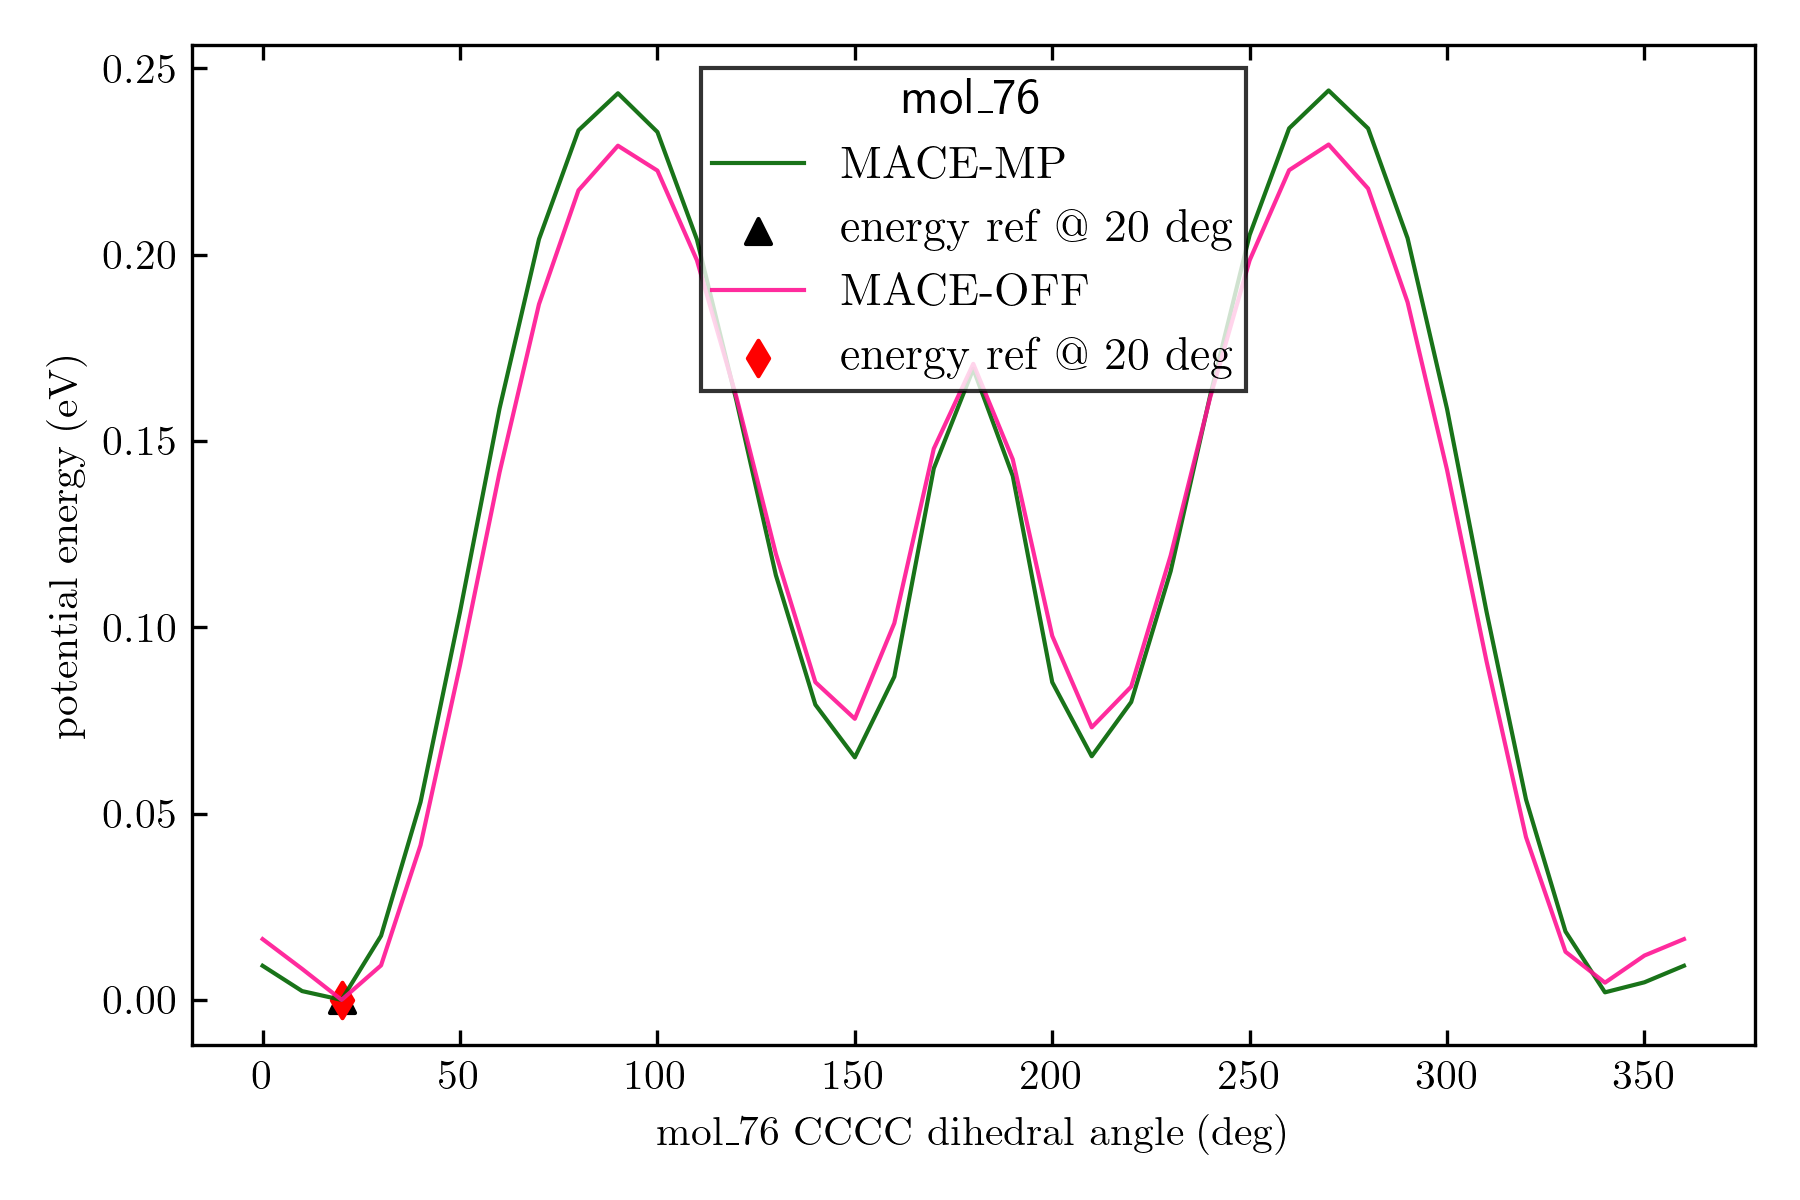 mol_76
MACE-MP
energy ref @ 20 deg
MACE-OFF
energy ref @ 20 deg
potential energy (eV)
0.25
0.20
0.15
0.10
0.05
0.00
0 50 100 150 200 250 300 350
mol_76 CCCC dihedral angle (deg)